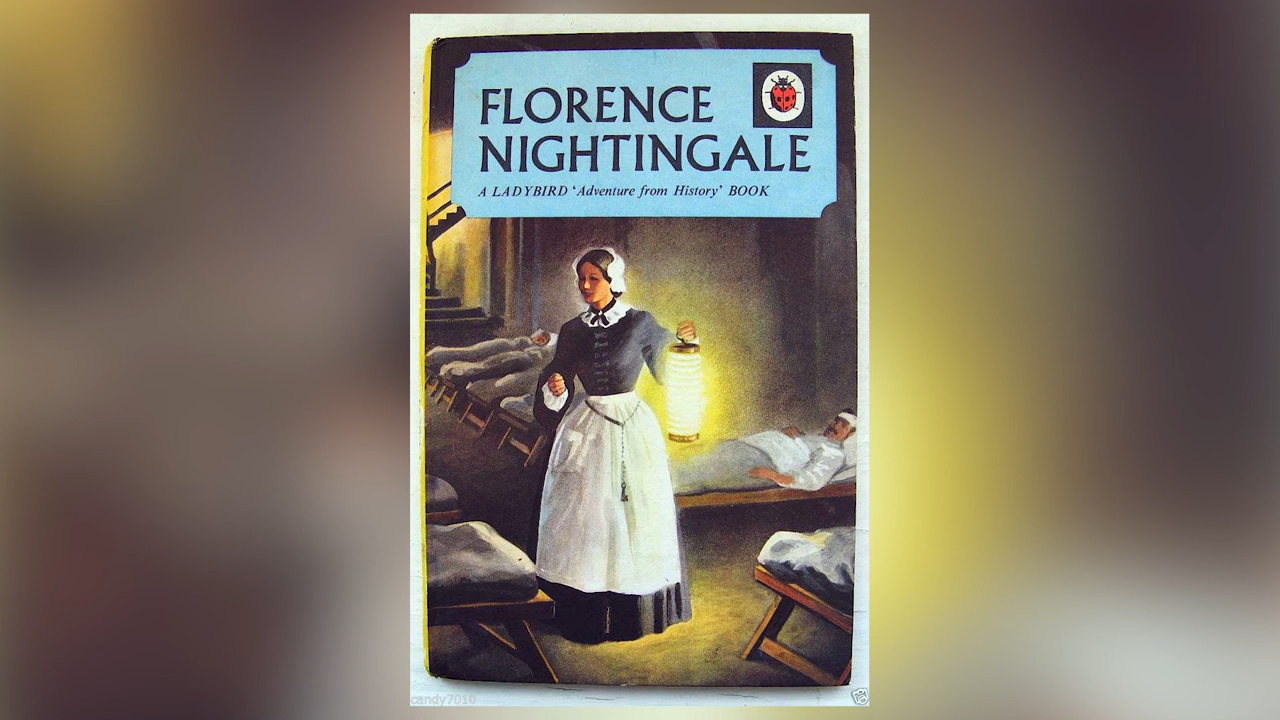 FLORENCE
NIGHTINGALE
A LADYBIRD 'Adventure from History' BOOK
candy7010